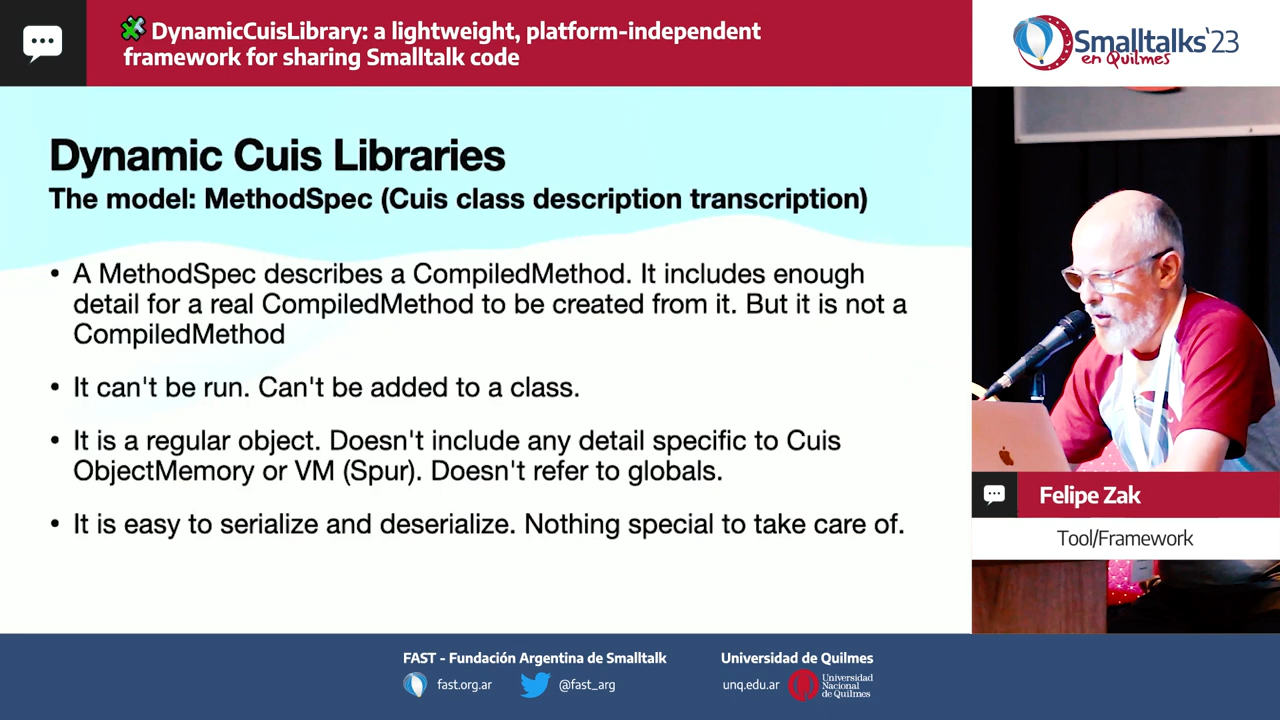 DynamicCuisLibrary: a lightweight, platform-independent
framework for sharing Smalltalk code
Smalltalks'23
en Quilmes
Dynamic Cuis Libraries
The model: MethodSpec (Cuis class description transcription)
• A MethodSpec describes a CompiledMethod. It includes enough
detail for a real CompiledMethod to be created from it. But it is not a
CompiledMethod
• It can't be run. Can't be added to a class.
• It is a regular object. Doesn't include any detail specific to Cuis
ObjectMemory or VM (Spur). Doesn't refer to globals.
• It is easy to serialize and deserialize. Nothing special to take care of.
Felipe Zak
Tool/Framework
FAST - Fundación Argentina de Smalltalk
fast.org.ar
@fast_arg
Universidad de Quilmes
unq.edu.ar
Universidad
Nacional
de Quilmes